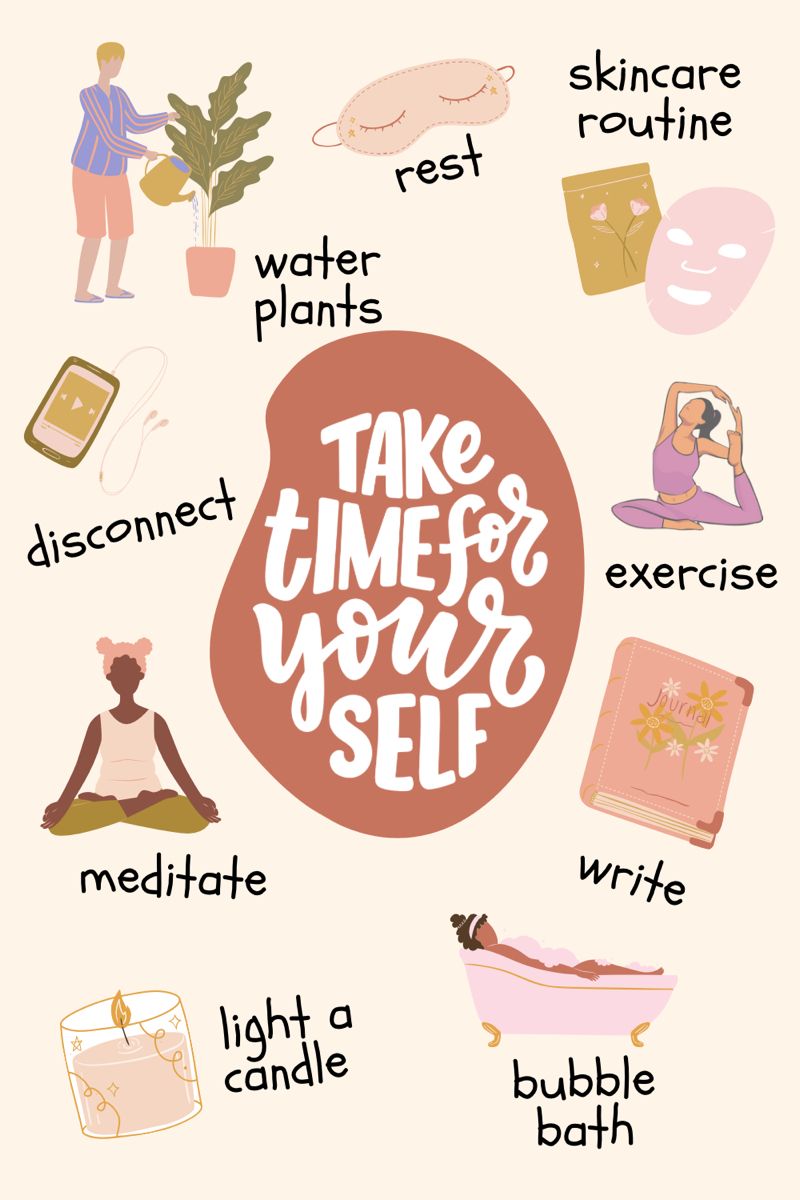 skincare
routine
rest
water
plants
disconnect
TAKE
tIME for
your
SELF
exercise
Journal
meditate
write
light a
candle
bubble
bath